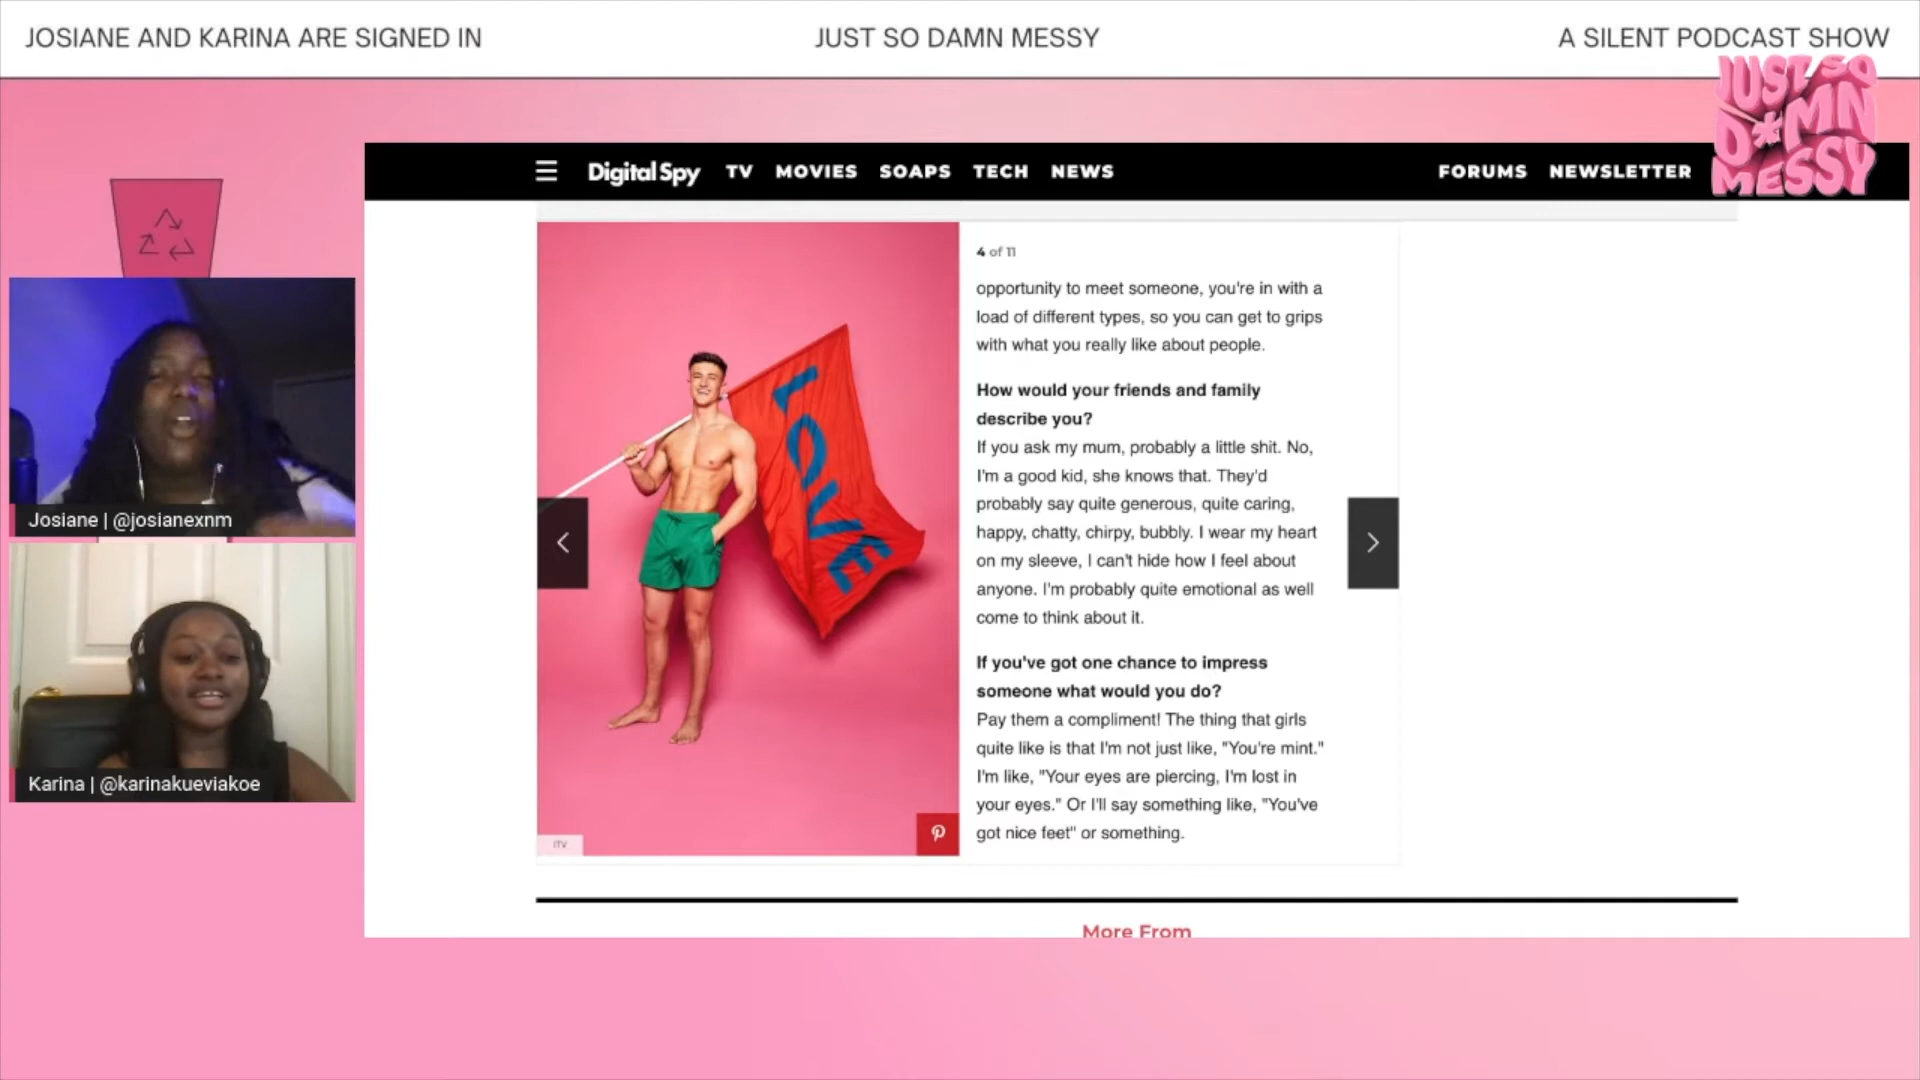 JOSIANE AND KARINA ARE SIGNED IN
JUST SO DAMN MESSY
A SILENT PODCAST SHOW
JUST SO
D*MN
MESSY
Digital Spy TV MOVIES SOAPS TECH NEWS FORUMS NEWSLETTER
LOVE
ITV
4 of 11
opportunity to meet someone, you're in with a
load of different types, so you can get to grips
with what you really like about people.
How would your friends and family
describe you?
If you ask my mum, probably a little shit. No,
I'm a good kid, she knows that. They'd
probably say quite generous, quite caring,
happy, chatty, chirpy, bubbly. I wear my heart
on my sleeve, I can't hide how I feel about
anyone. I'm probably quite emotional as well
come to think about it.
If you've got one chance to impress
someone what would you do?
Pay them a compliment! The thing that girls
quite like is that I'm not just like, "You're mint."
I'm like, "Your eyes are piercing, I'm lost in
your eyes." Or I'll say something like, "You've
got nice feet" or something.
More From
Josiane | @josianexnm
Karina | @karinakueviakoe